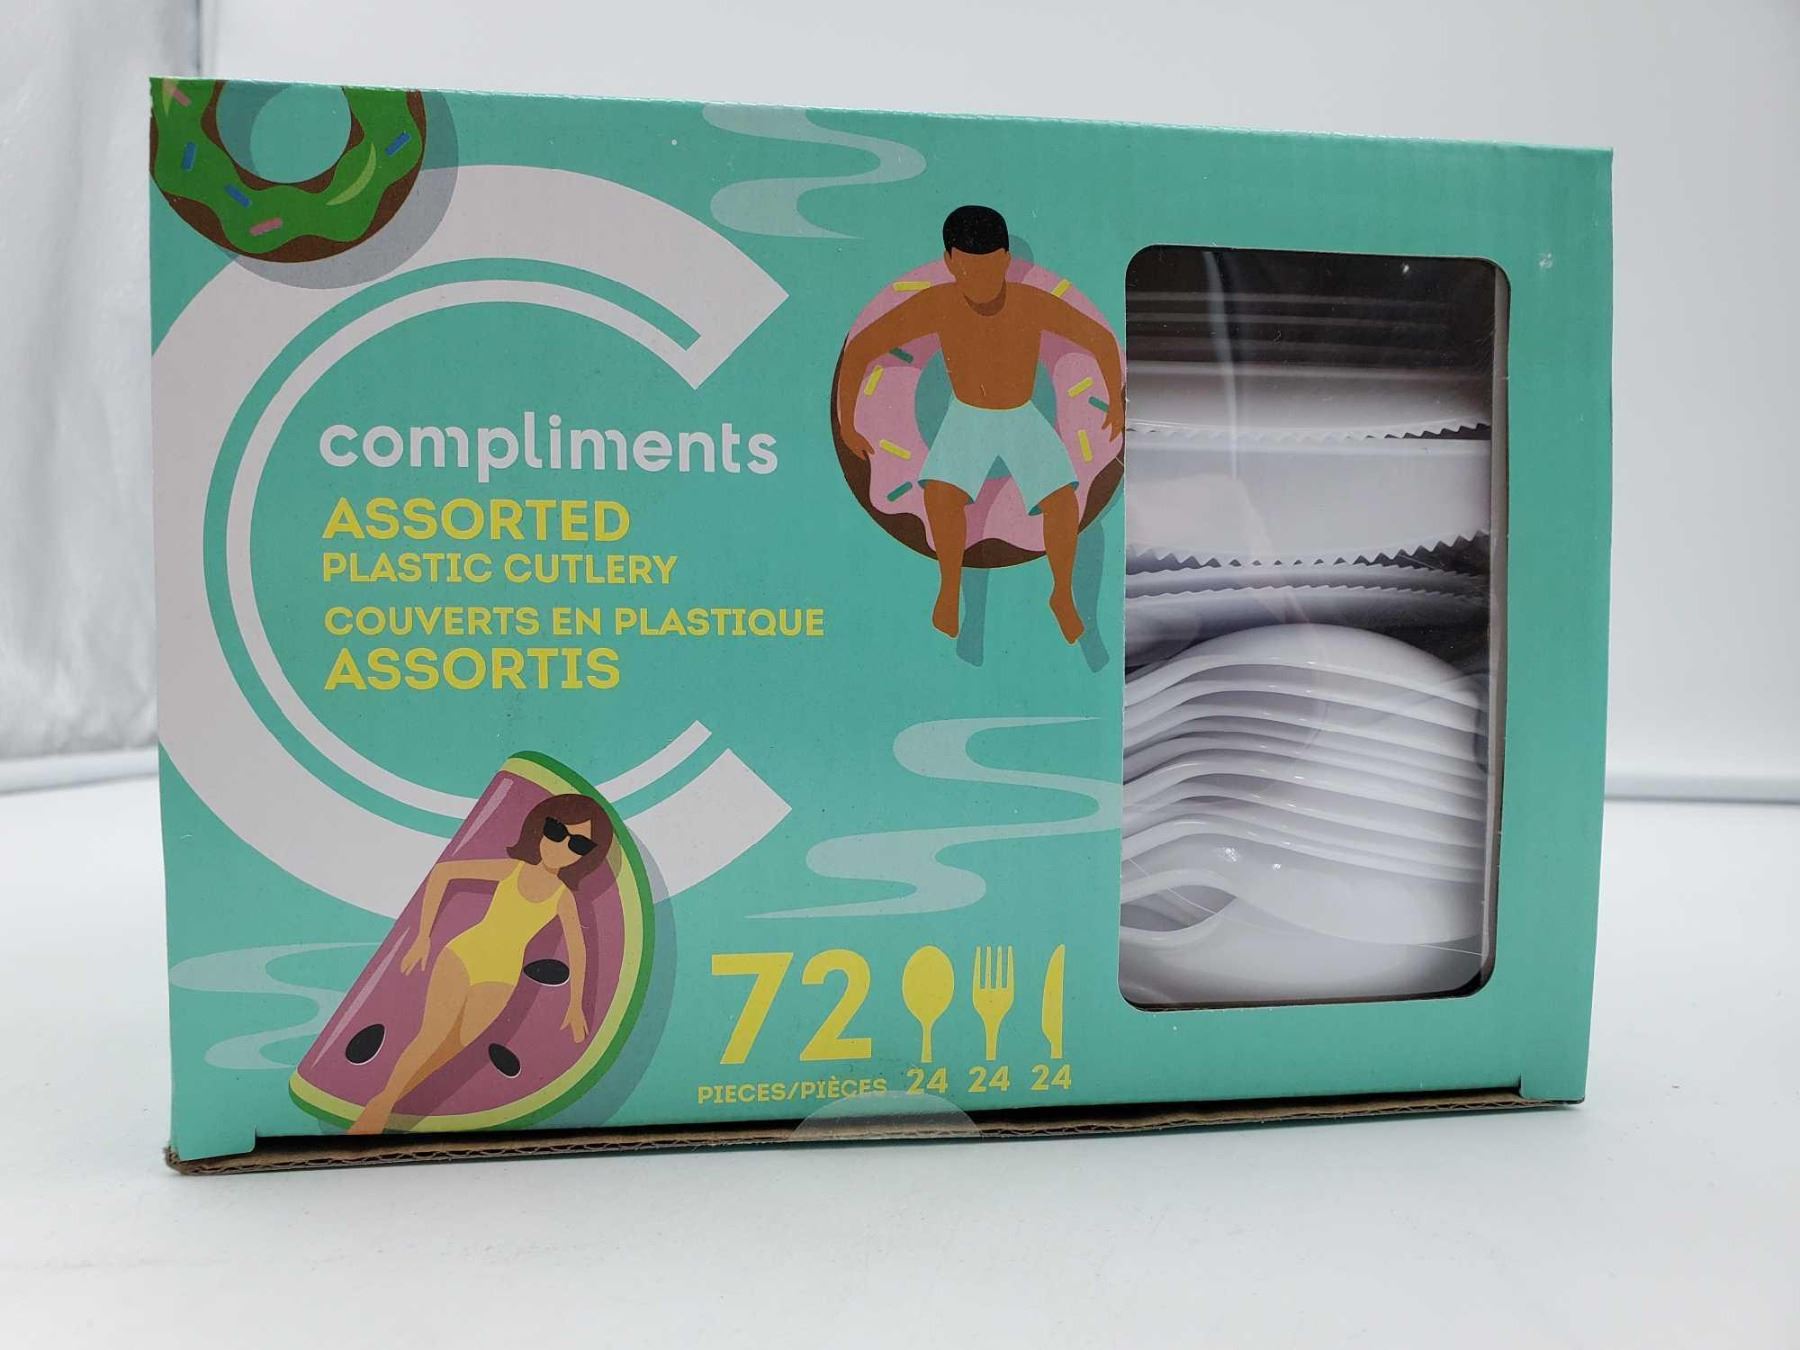 compliments
ASSORTED
PLASTIC CUTLERY
COUVERTS EN PLASTIQUE
ASSORTIS
72
PIECES/PIÈCES 24 24 24